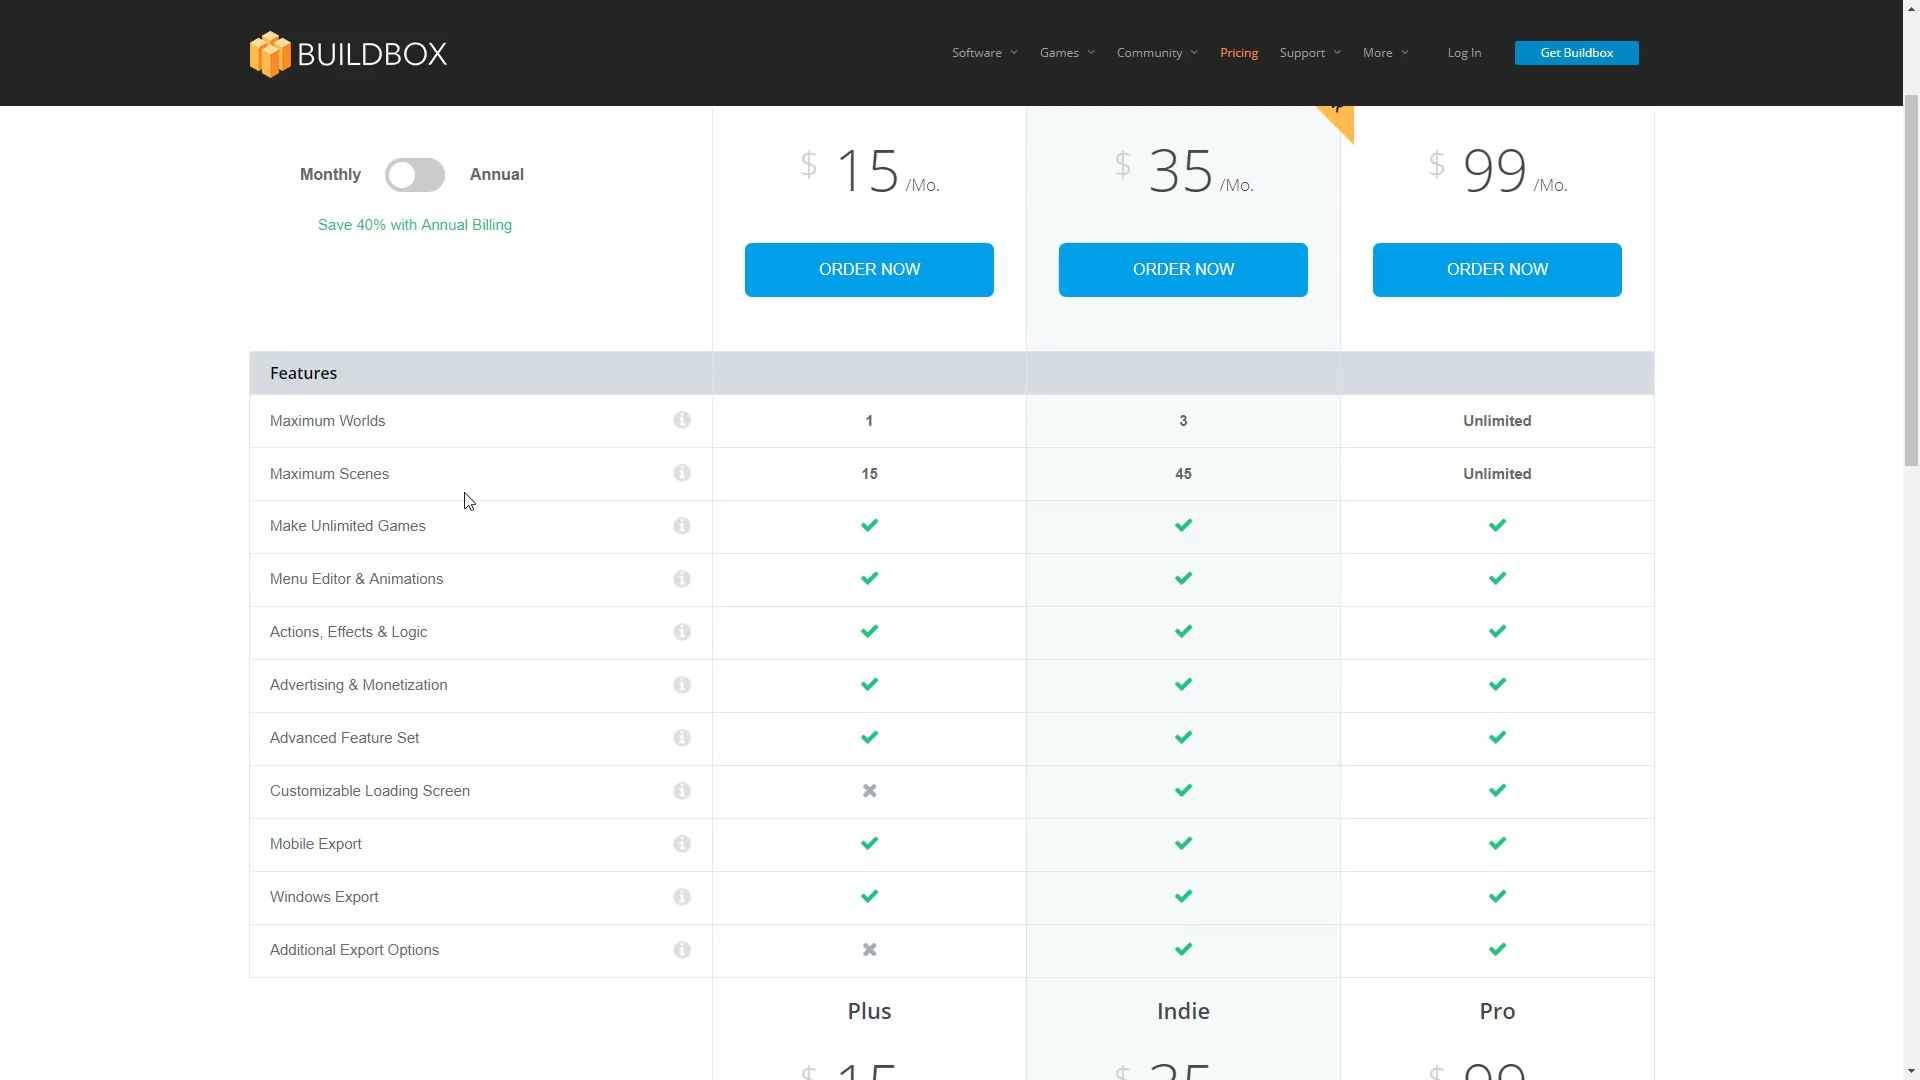 BUILDBOX
Software Games Community Pricing Support More Log In Get Buildbox
Monthly Annual
Save 40% with Annual Billing
$ 15 /Mo. $ 35 /Mo. $ 99 /Mo.
ORDER NOW ORDER NOW ORDER NOW
Features
Maximum Worlds 1 3 Unlimited
Maximum Scenes 15 45 Unlimited
Make Unlimited Games
Menu Editor & Animations
Actions, Effects & Logic
Advertising & Monetization
Advanced Feature Set
Customizable Loading Screen
Mobile Export
Windows Export
Additional Export Options
Plus Indie Pro
$ 15 $ 35 $ 99